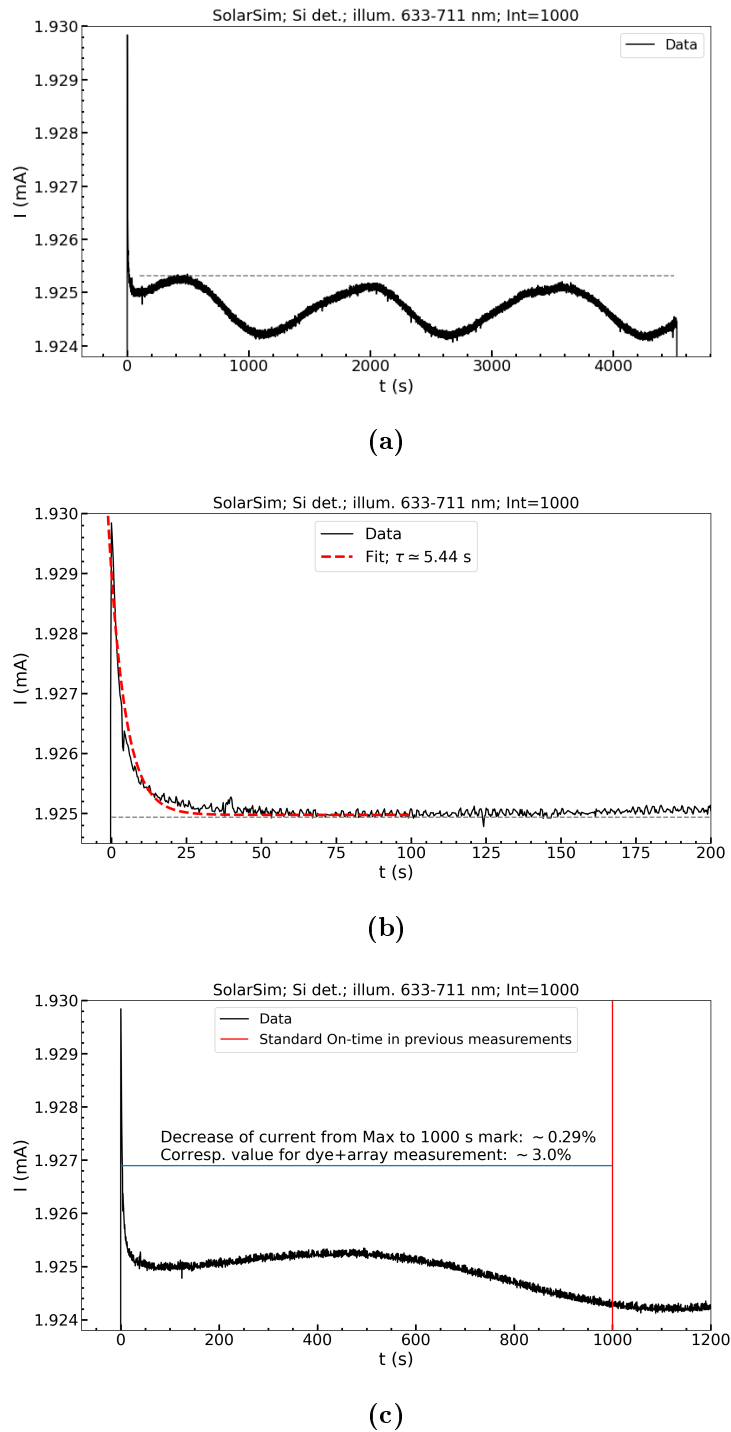 SolarSim; Si det.; illum. 633-711 nm; Int=1000
Data
1.930
1.929
1.928
1.927
1.926
1.925
1.924
I (mA)
0 1000 2000 3000 4000
t (s)
(a)
SolarSim; Si det.; illum. 633-711 nm; Int=1000
Data
Fit; τ ≃ 5.44 s
1.930
1.929
1.928
1.927
1.926
1.925
I (mA)
0 25 50 75 100 125 150 175 200
t (s)
(b)
SolarSim; Si det.; illum. 633-711 nm; Int=1000
Data
Standard On-time in previous measurements
Decrease of current from Max to 1000 s mark: ~ 0.29%
Corresp. value for dye+array measurement: ~ 3.0%
1.930
1.929
1.928
1.927
1.926
1.925
1.924
I (mA)
0 200 400 600 800 1000 1200
t (s)
(c)